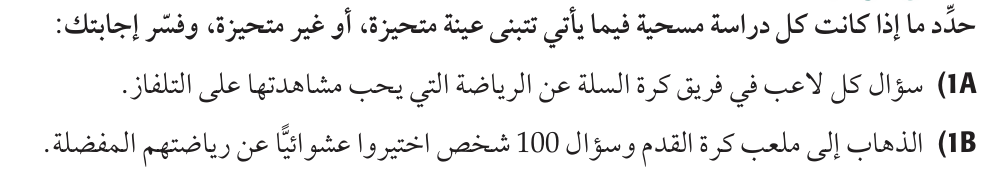 حدِّد ما إذا كانت كل دراسة مسحية فيما يأتي تتبنى عينة متحيزة، أو غير متحيزة، وفسّر إجابتك:
1A) سؤال كل لاعب في فريق كرة السلة عن الرياضة التي يحب مشاهدتها على التلفاز.
1B) الذهاب إلى ملعب كرة القدم وسؤال 100 شخص اختيروا عشوائيًّا عن رياضتهم المفضلة.